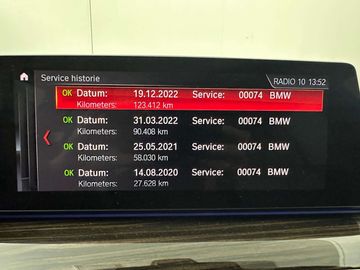 Service historie
RADIO 10 13:52
OK Datum: 19.12.2022 Service: 00074 BMW
Kilometers: 123.412 km
OK Datum: 31.03.2022 Service: 00074 BMW
Kilometers: 90.408 km
OK Datum: 25.05.2021 Service: 00074 BMW
Kilometers: 58.030 km
OK Datum: 14.08.2020 Service: 00074 BMW
Kilometers: 27.628 km